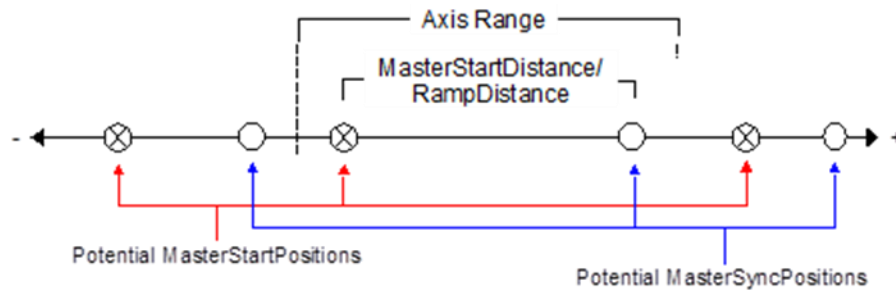 Axis Range
MasterStartDistance/
RampDistance
- +
Potential MasterStartPositions
Potential MasterSyncPositions